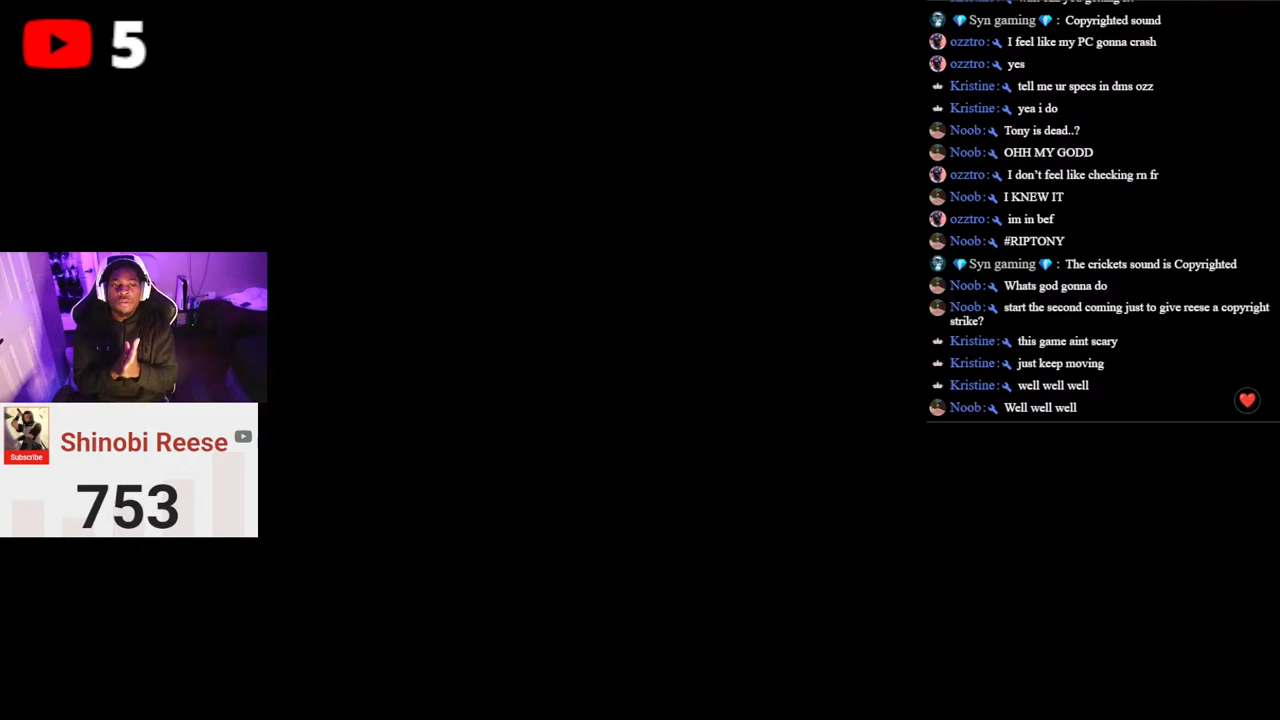 5
💎Syn gaming💎: Copyrighted sound
ozztro: I feel like my PC gonna crash
ozztro: yes
Kristine: tell me ur specs in dms ozz
Kristine: yea i do
Noob: Tony is dead..?
Noob: OHH MY GODD
ozztro: I don't feel like checking rn fr
Noob: I KNEW IT
ozztro: im in bef
Noob: #RIPTONY
💎Syn gaming💎: The crickets sound is Copyrighted
Noob: Whats god gonna do
Noob: start the second coming just to give reese a copyright
strike?
Kristine: this game aint scary
Kristine: just keep moving
Kristine: well well well
Noob: Well well well
Shinobi Reese
Subscribe
753